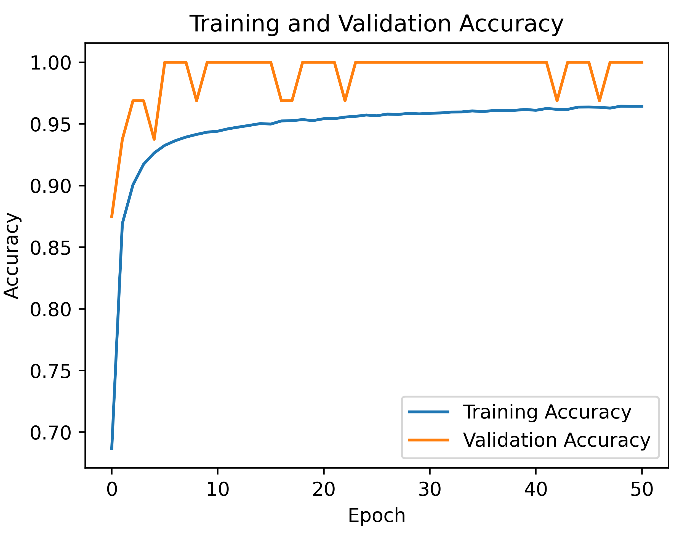 Training and Validation Accuracy
1.00
0.95
0.90
0.85
0.80
0.75
0.70
Accuracy
Training Accuracy
Validation Accuracy
0 10 20 30 40 50
Epoch